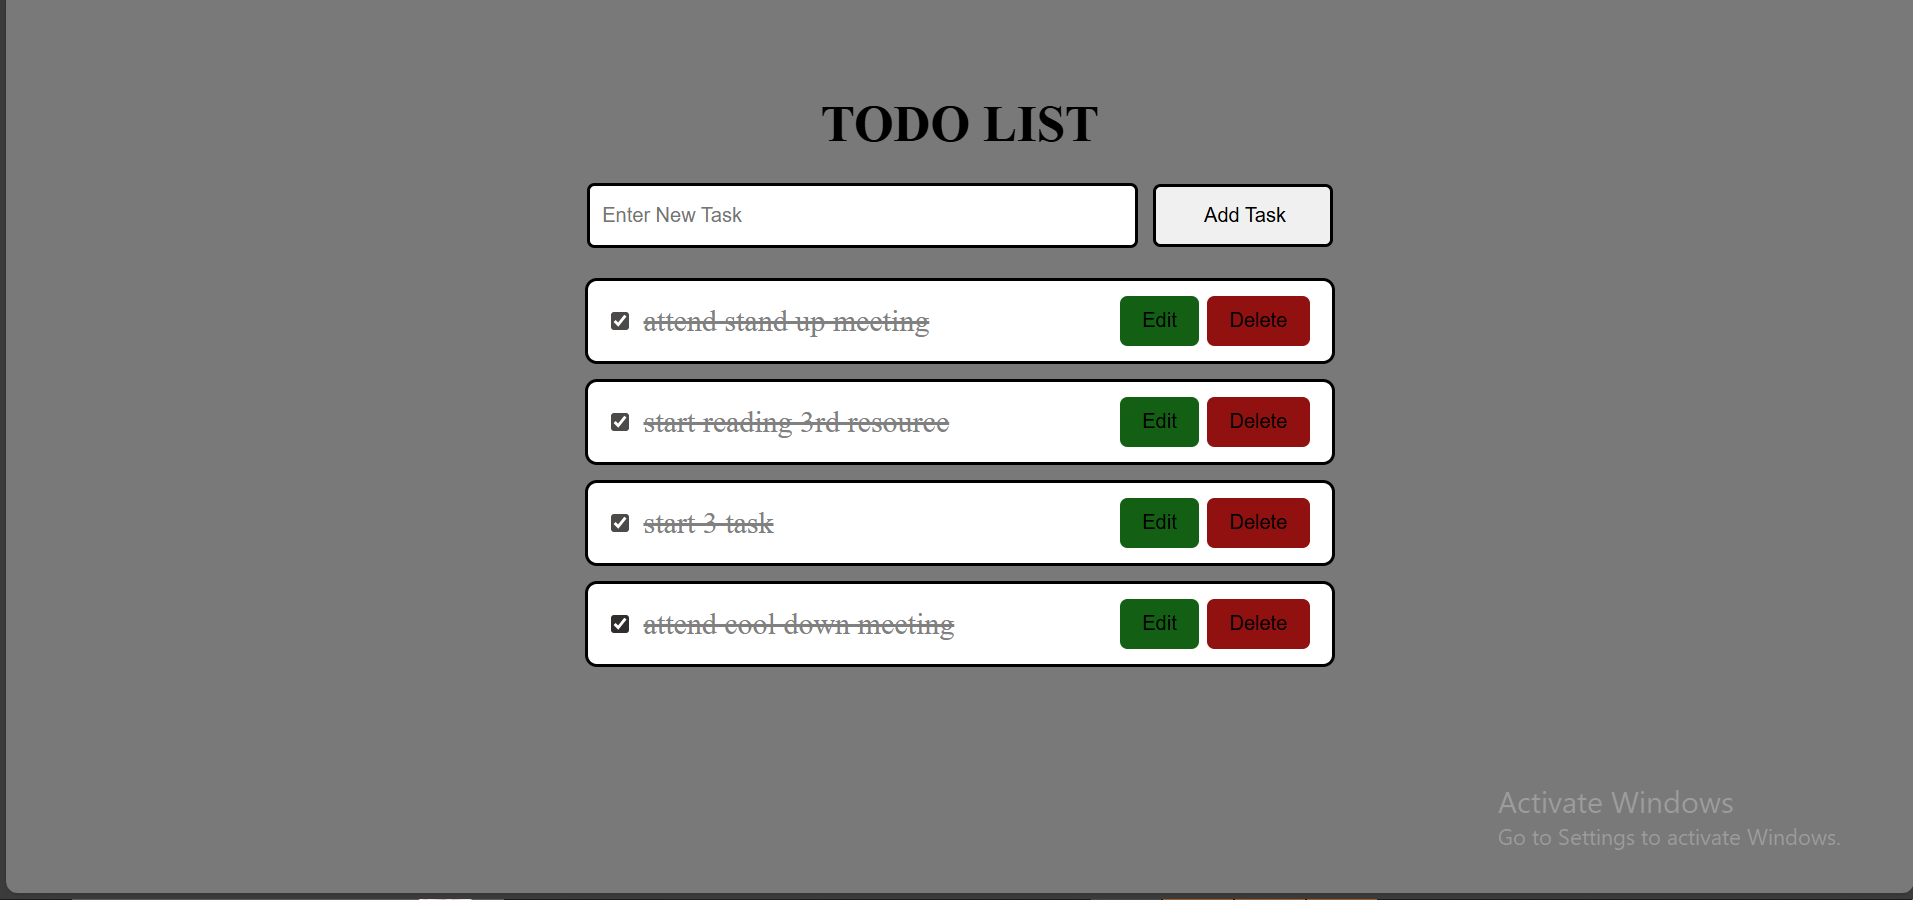 TODO LIST
Enter New Task
Add Task
attend stand up meeting
Edit
Delete
start reading 3rd resource
Edit
Delete
start 3 task
Edit
Delete
attend cool down meeting
Edit
Delete
Activate Windows
Go to Settings to activate Windows.